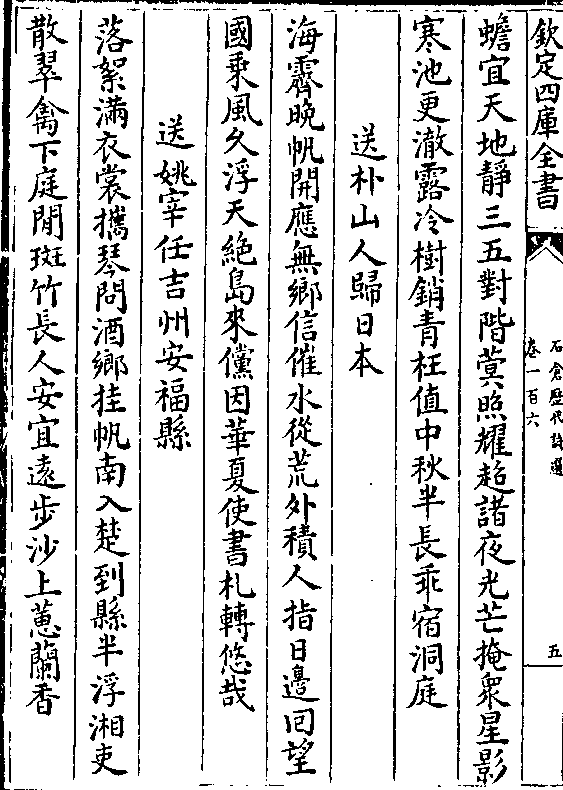 欽定四庫全書
石倉歴代詩選
卷一百六
五
蟾宜天地靜三五對階蓂照耀超諸夜光芒掩衆星影
寒池更澈露冷樹銷青枉值中秋半長乖宿洞庭
送朴山人歸日本
海霽晚帆開應無鄉信催水從荒外積人指日邊回望
國乘風久浮天絶島來儻因華夏使書札轉悠哉
送姚宰任吉州安福縣
落絮滿衣裳攜琴問酒鄉挂帆南入楚到縣半浮湘吏
散翠禽下庭閒斑竹長人安宜遠步沙上蕙蘭香